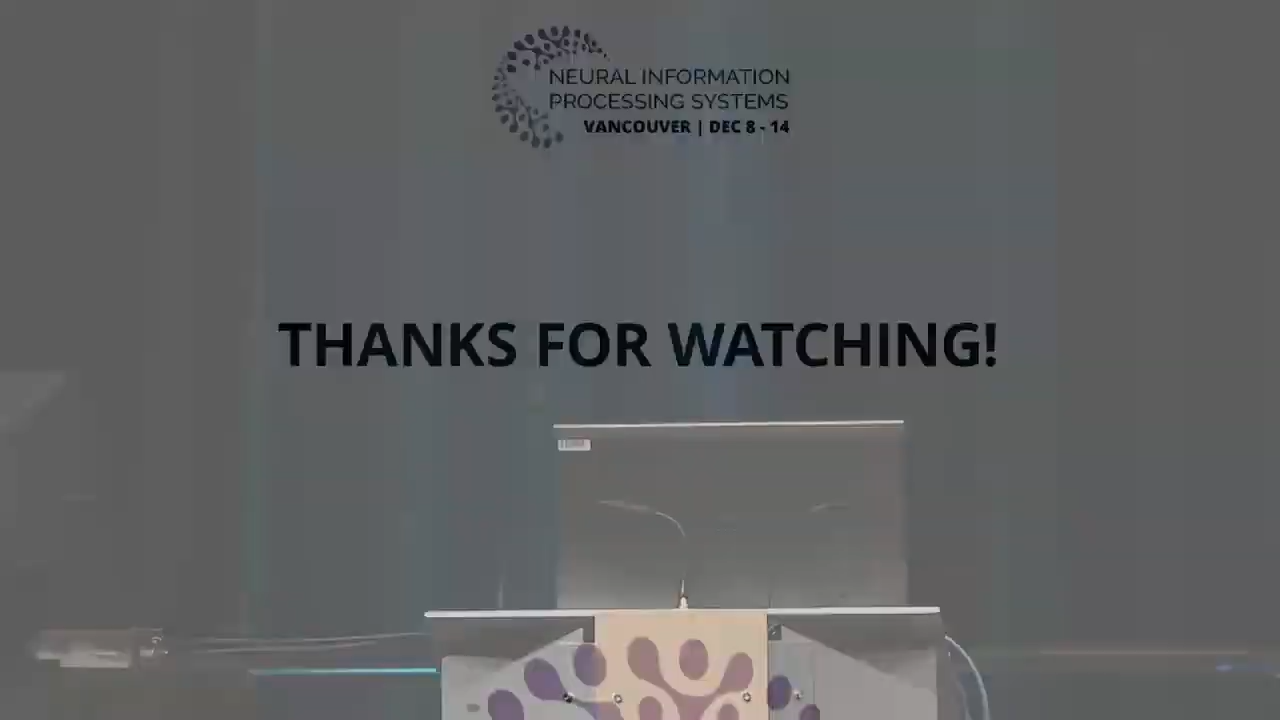 NEURAL INFORMATION
PROCESSING SYSTEMS
VANCOUVER | DEC 8 - 14
THANKS FOR WATCHING!